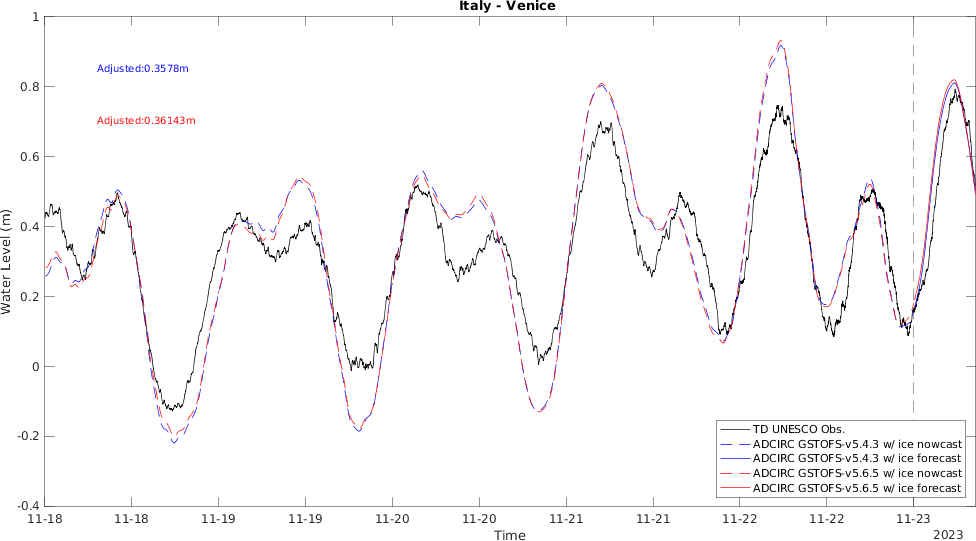 Italy - Venice
1
0.8
0.6
0.4
0.2
0
-0.2
-0.4
Water Level (m)
Adjusted:0.3578m
Adjusted:0.36143m
TD UNESCO Obs.
ADCIRC GSTOFS-v5.4.3 w/ ice nowcast
ADCIRC GSTOFS-v5.4.3 w/ ice forecast
ADCIRC GSTOFS-v5.6.5 w/ ice nowcast
ADCIRC GSTOFS-v5.6.5 w/ ice forecast
11-18 11-18 11-19 11-19 11-20 11-20 11-21 11-21 11-22 11-22 11-23
Time
2023